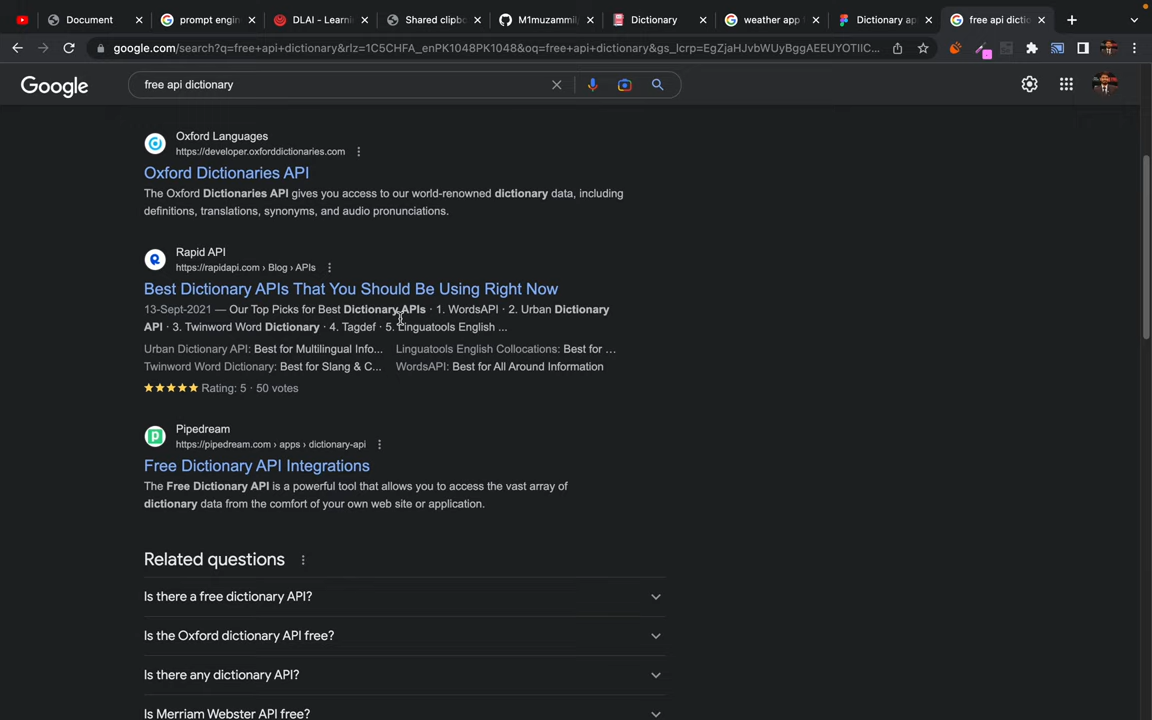 Document
prompt engin
DLAI - Learni
Shared clipbo
M1muzammil
Dictionary
weather app
Dictionary ap
free api dictio
google.com/search?q=free+api+dictionary&rlz=1C5CHFA_enPK1048PK1048&oq=free+api+dictionary&gs_lcrp=EgZjaHJvbWUyBggAEEUYOTIIC...
Google
free api dictionary
Oxford Languages
https://developer.oxforddictionaries.com
Oxford Dictionaries API
The Oxford Dictionaries API gives you access to our world-renowned dictionary data, including
definitions, translations, synonyms, and audio pronunciations.
Rapid API
https://rapidapi.com › Blog › APIs
Best Dictionary APIs That You Should Be Using Right Now
13-Sept-2021 — Our Top Picks for Best Dictionary APIs · 1. WordsAPI · 2. Urban Dictionary
API · 3. Twinword Word Dictionary · 4. Tagdef · 5. Linguatools English ...
Urban Dictionary API: Best for Multilingual Info... Linguatools English Collocations: Best for ...
Twinword Word Dictionary: Best for Slang & C... WordsAPI: Best for All Around Information
Rating: 5 · 50 votes
Pipedream
https://pipedream.com › apps › dictionary-api
Free Dictionary API Integrations
The Free Dictionary API is a powerful tool that allows you to access the vast array of
dictionary data from the comfort of your own web site or application.
Related questions
Is there a free dictionary API?
Is the Oxford dictionary API free?
Is there any dictionary API?
Is Merriam Webster API free?